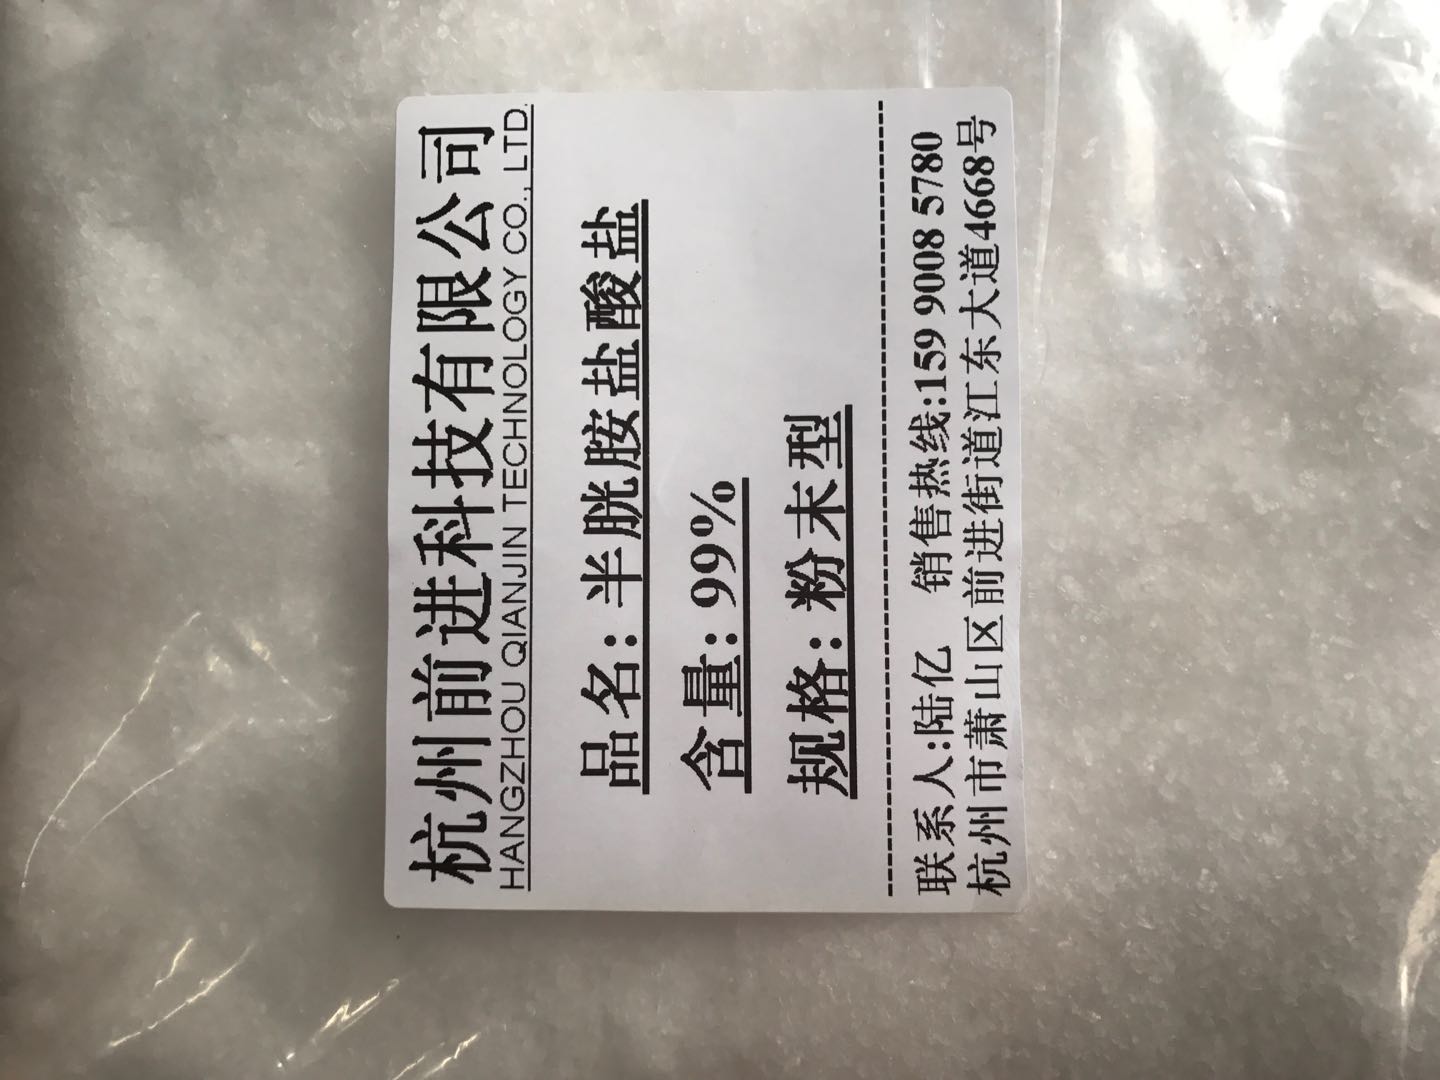 杭州前进科技有限公司
HANGZHOU QIANJIN TECHNOLOGY CO., LTD.
品名: 半胱胺盐酸盐
含量: 99%
规格: 粉末型
联系人:陆亿 销售热线:159 9008 5780
杭州市萧山区前进街道江东大道4668号